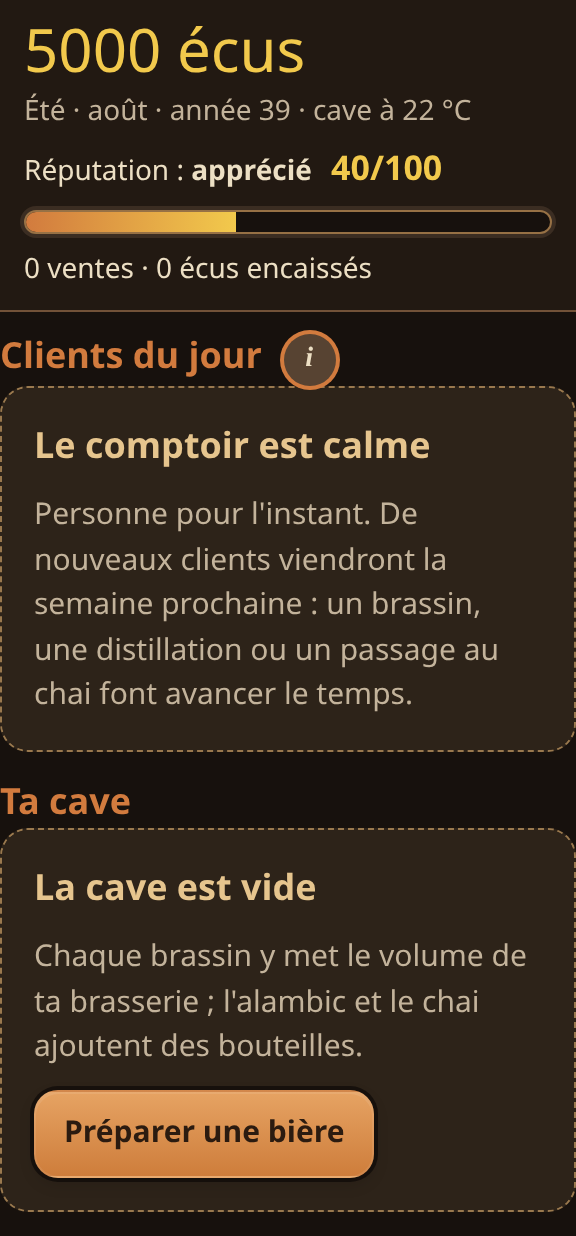 5000 écus
Été · août · année 39 · cave à 22 °C
Réputation : apprécié 40/100
0 ventes · 0 écus encaissés
Clients du jour i
Le comptoir est calme
Personne pour l'instant. De
nouveaux clients viendront la
semaine prochaine : un brassin,
une distillation ou un passage au
chai font avancer le temps.
Ta cave
La cave est vide
Chaque brassin y met le volume de
ta brasserie ; l'alambic et le chai
ajoutent des bouteilles.
Préparer une bière